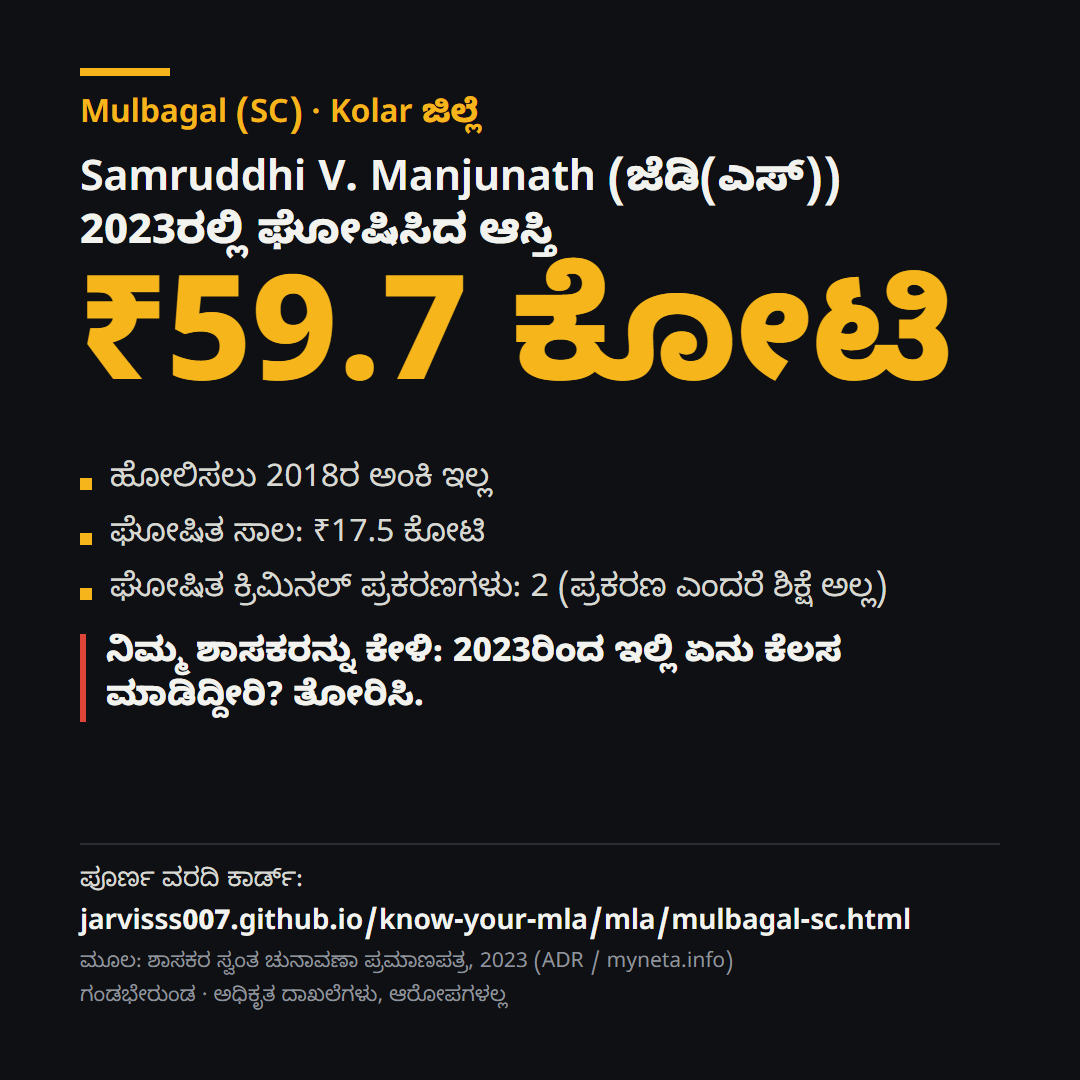 Mulbagal (SC) · Kolar ಜಿಲ್ಲೆ
Samruddhi V. Manjunath (ಜೆಡಿ(ಎಸ್))
2023ರಲ್ಲಿ ಘೋಷಿಸಿದ ಆಸ್ತಿ
₹59.7 ಕೋಟಿ
ಹೋಲಿಸಲು 2018ರ ಅಂಕಿ ಇಲ್ಲ
ಘೋಷಿತ ಸಾಲ: ₹17.5 ಕೋಟಿ
ಘೋಷಿತ ಕ್ರಿಮಿನಲ್ ಪ್ರಕರಣಗಳು: 2 (ಪ್ರಕರಣ ಎಂದರೆ ಶಿಕ್ಷೆ ಅಲ್ಲ)
ನಿಮ್ಮ ಶಾಸಕರನ್ನು ಕೇಳಿ: 2023ರಿಂದ ಇಲ್ಲಿ ಏನು ಕೆಲಸ
ಮಾಡಿದ್ದೀರಿ? ತೋರಿಸಿ.
ಪೂರ್ಣ ವರದಿ ಕಾರ್ಡ್:
jarvisss007.github.io/know-your-mla/mla/mulbagal-sc.html
ಮೂಲ: ಶಾಸಕರ ಸ್ವಂತ ಚುನಾವಣಾ ಪ್ರಮಾಣಪತ್ರ, 2023 (ADR / myneta.info)
ಗಂಡಭೇರುಂಡ · ಅಧಿಕೃತ ದಾಖಲೆಗಳು, ಆರೋಪಗಳಲ್ಲ